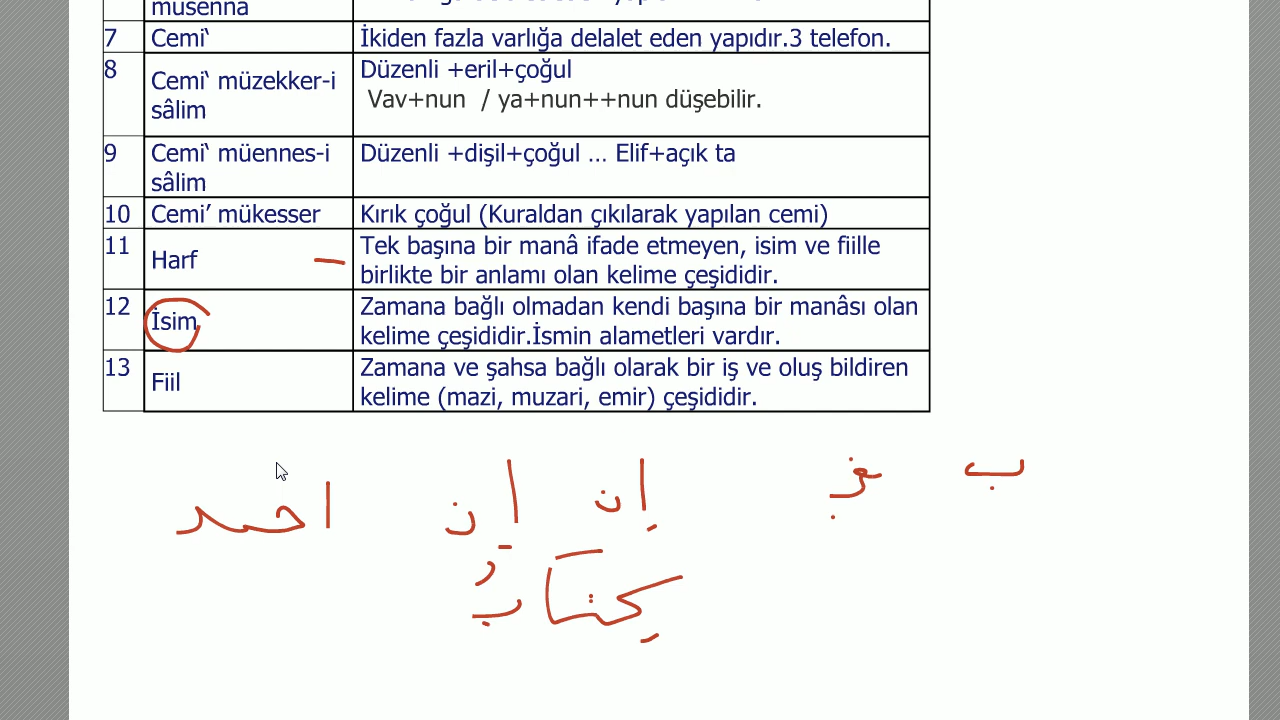 müsennâ
7 Cemi‘ İkiden fazla varlığa delalet eden yapıdır.3 telefon.
8 Cemi‘ müzekker-i sâlim Düzenli +eril+çoğul
Vav+nun / ya+nun++nun düşebilir.
9 Cemi‘ müennes-i sâlim Düzenli +dişil+çoğul … Elif+açık ta
10 Cemi’ mükesser Kırık çoğul (Kuraldan çıkılarak yapılan cemi)
11 Harf Tek başına bir manâ ifade etmeyen, isim ve fiille
birlikte bir anlamı olan kelime çeşididir.
12 İsim Zamana bağlı olmadan kendi başına bir manâsı olan
kelime çeşididir.İsmin alametleri vardır.
13 Fiil Zamana ve şahsa bağlı olarak bir iş ve oluş bildiren
kelime (mazi, muzari, emir) çeşididir.
ب إن إن احمد
كِتَابُ